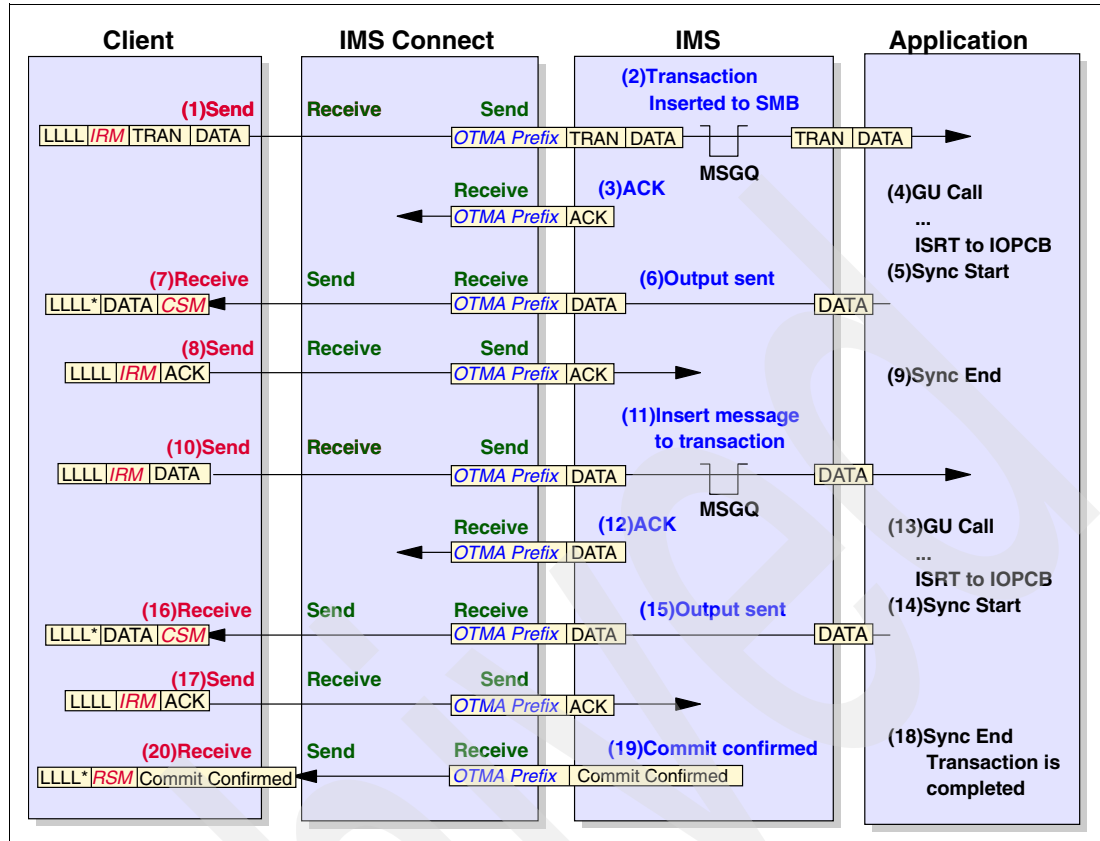 Client IMS Connect IMS Application
(2)Transaction
Inserted to SMB
(1)Send Receive Send
LLLL IRM TRAN DATA OTMA Prefix TRAN DATA TRAN DATA
MSGQ
Receive (3)ACK (4)GU Call
OTMA Prefix ACK
...
ISRT to IOPCB
(7)Receive Send Receive (6)Output sent (5)Sync Start
LLLL* DATA CSM OTMA Prefix DATA DATA
(8)Send Receive Send
LLLL IRM ACK OTMA Prefix ACK (9)Sync End
(11)Insert message
to transaction
(10)Send Receive Send
LLLL IRM DATA OTMA Prefix DATA DATA
MSGQ
Receive (12)ACK (13)GU Call
OTMA Prefix DATA
...
ISRT to IOPCB
(16)Receive Send Receive (15)Output sent (14)Sync Start
LLLL* DATA CSM OTMA Prefix DATA DATA
(17)Send Receive Send
LLLL IRM ACK OTMA Prefix ACK
(20)Receive Send Receive (19)Commit confirmed (18)Sync End
Transaction is
LLLL* RSM Commit Confirmed OTMA Prefix Commit Confirmed
completed